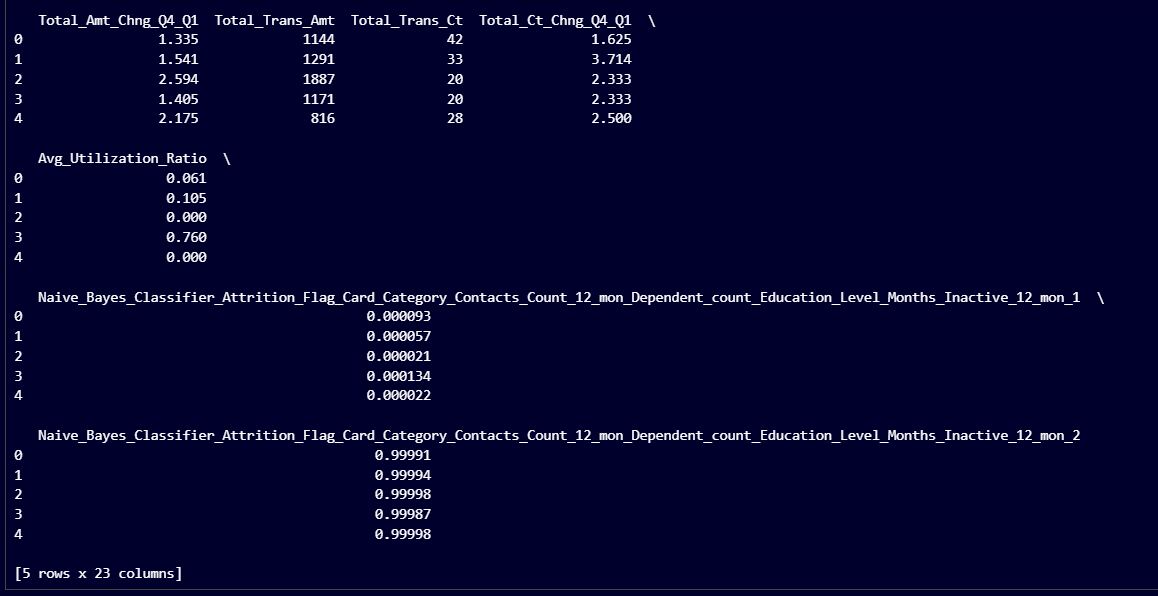 Total_Amt_Chng_Q4_Q1 Total_Trans_Amt Total_Trans_Ct Total_Ct_Chng_Q4_Q1 \
0 1.335 1144 42 1.625
1 1.541 1291 33 3.714
2 2.594 1887 20 2.333
3 1.405 1171 20 2.333
4 2.175 816 28 2.500
Avg_Utilization_Ratio \
0 0.061
1 0.105
2 0.000
3 0.760
4 0.000
Naive_Bayes_Classifier_Attrition_Flag_Card_Category_Contacts_Count_12_mon_Dependent_count_Education_Level_Months_Inactive_12_mon_1 \
0 0.000093
1 0.000057
2 0.000021
3 0.000134
4 0.000022
Naive_Bayes_Classifier_Attrition_Flag_Card_Category_Contacts_Count_12_mon_Dependent_count_Education_Level_Months_Inactive_12_mon_2
0 0.99991
1 0.99994
2 0.99998
3 0.99987
4 0.99998
[5 rows x 23 columns]